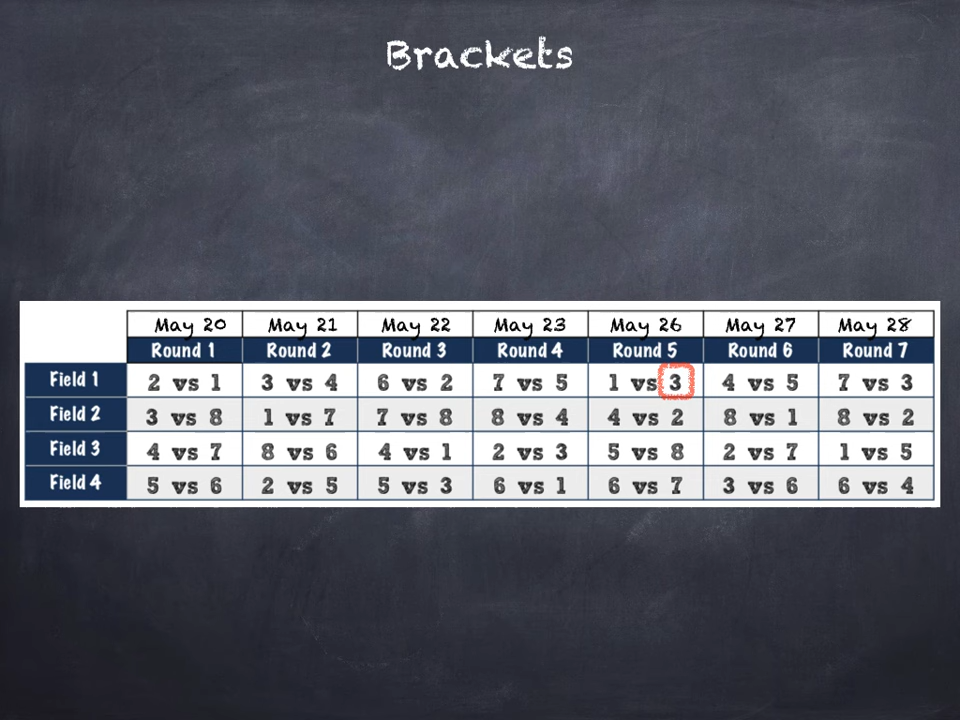 Brackets
May 20 May 21 May 22 May 23 May 26 May 27 May 28
Round 1 Round 2 Round 3 Round 4 Round 5 Round 6 Round 7
Field 1 2 vs 1 3 vs 4 6 vs 2 7 vs 5 1 vs 3 4 vs 5 7 vs 3
Field 2 3 vs 8 1 vs 7 7 vs 8 8 vs 4 4 vs 2 8 vs 1 8 vs 2
Field 3 4 vs 7 8 vs 6 4 vs 1 2 vs 3 5 vs 8 2 vs 7 1 vs 5
Field 4 5 vs 6 2 vs 5 5 vs 3 6 vs 1 6 vs 7 3 vs 6 6 vs 4